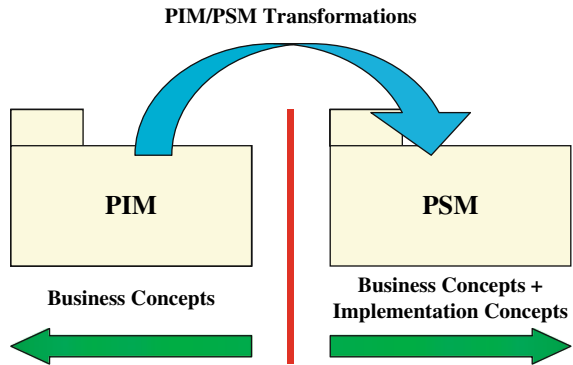 PIM/PSM Transformations
PIM
PSM
Business Concepts
Business Concepts +
Implementation Concepts